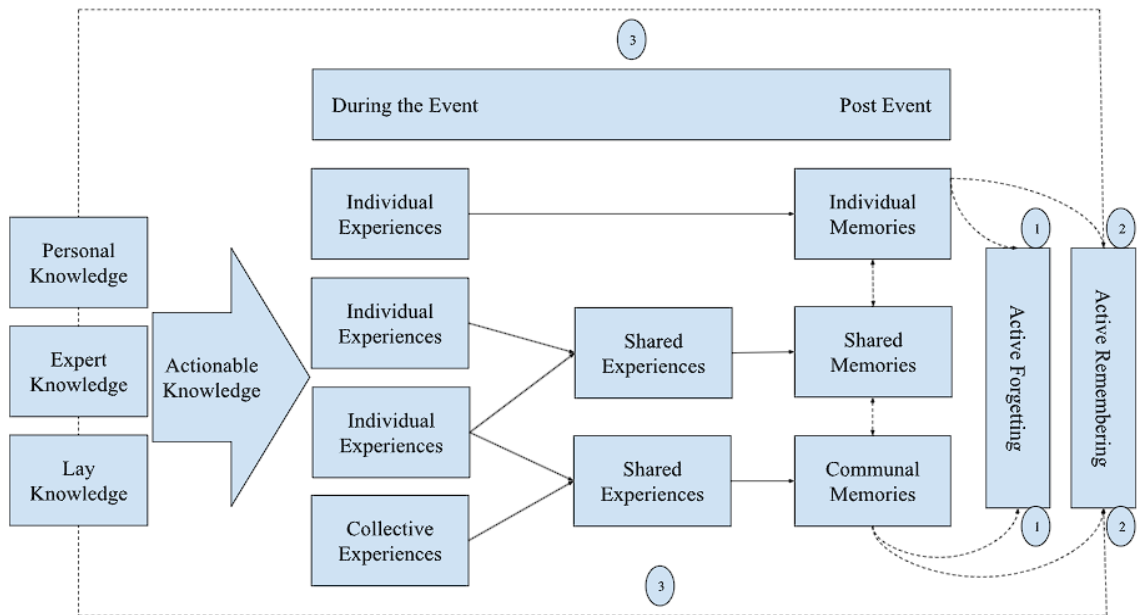 3
During the Event
Post Event
Individual
Experiences
Individual
Memories
1
2
Personal
Knowledge
Individual
Experiences
Shared
Experiences
Shared
Memories
Active Forgetting
Active Remembering
Expert
Knowledge
Actionable
Knowledge
Individual
Experiences
Lay
Knowledge
Shared
Experiences
Communal
Memories
Collective
Experiences
1
2
3